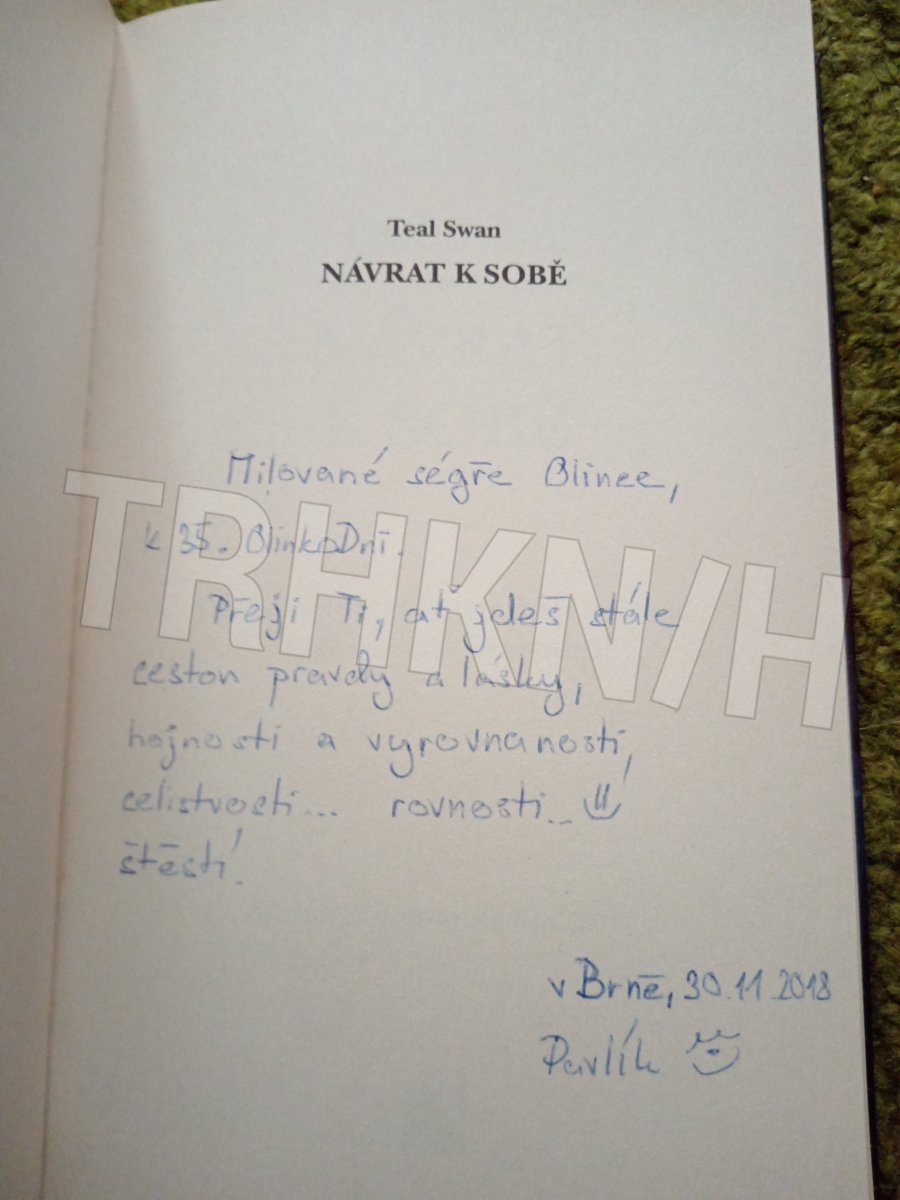 Teal Swan
NÁVRAT K SOBĚ
Milované ségře Blince,
k 35. BlinkoDni.
Přeji Ti, ať jdeš stále
cestou pravdy a lásky,
hojnosti a vyrovnanosti,
celistvosti... rovnosti...
štěstí!
v Brně, 30.11.2018
Pavlík
TRHKNIH